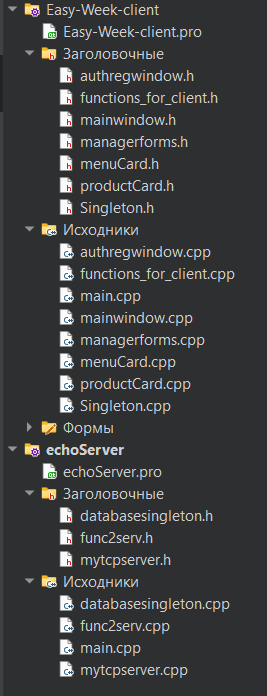 Easy-Week-client
Easy-Week-client.pro
Заголовочные
authregwindow.h
functions_for_client.h
mainwindow.h
managerforms.h
menuCard.h
productCard.h
Singleton.h
Исходники
authregwindow.cpp
functions_for_client.cpp
main.cpp
mainwindow.cpp
managerforms.cpp
menuCard.cpp
productCard.cpp
Singleton.cpp
Формы
echoServer
echoServer.pro
Заголовочные
databasesingleton.h
func2serv.h
mytcpserver.h
Исходники
databasesingleton.cpp
func2serv.cpp
main.cpp
mytcpserver.cpp